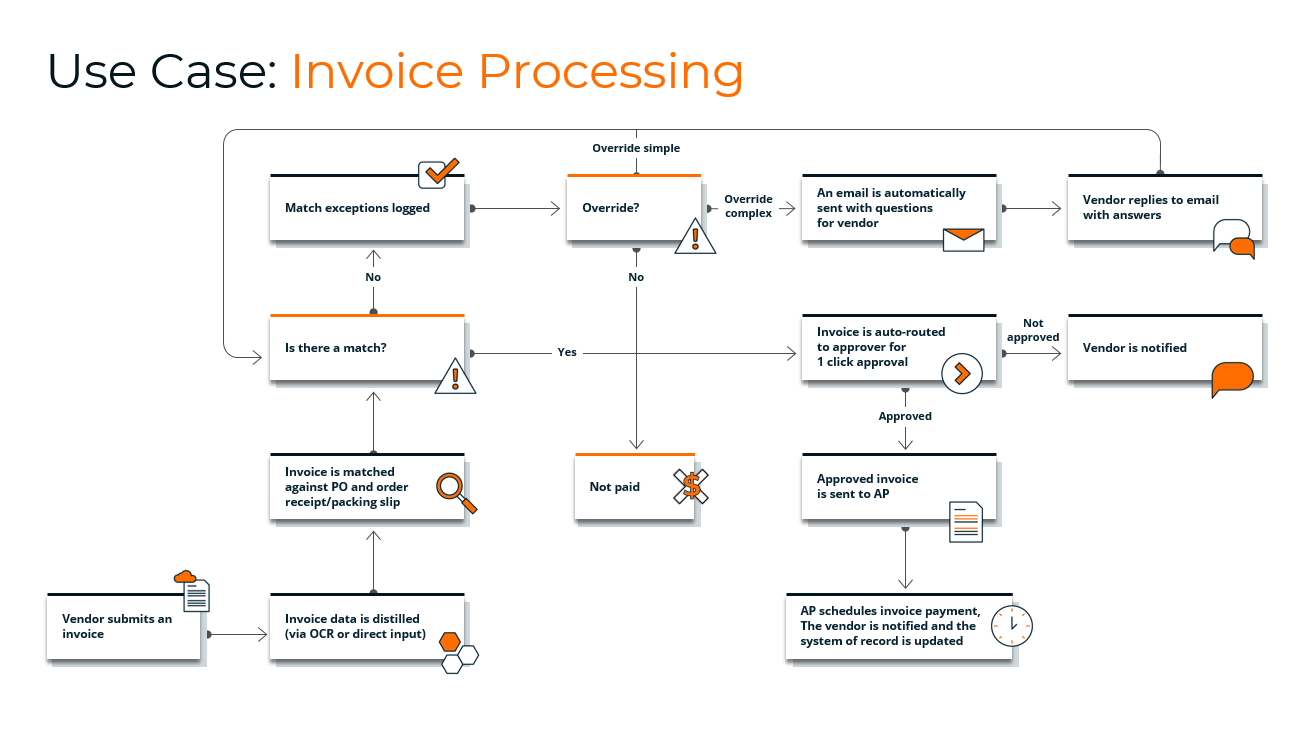 Use Case: Invoice Processing
Override simple
Match exceptions logged
Override?
Override
complex
An email is automatically
sent with questions
for vendor
Vendor replies to email
with answers
No
No
Is there a match?
Yes
Invoice is auto-routed
to approver for
1 click approval
Not
approved
Vendor is notified
Approved
Invoice is matched
against PO and order
receipt/packing slip
Not paid
$
Approved invoice
is sent to AP
Vendor submits an
invoice
Invoice data is distilled
(via OCR or direct input)
AP schedules invoice payment,
The vendor is notified and the
system of record is updated